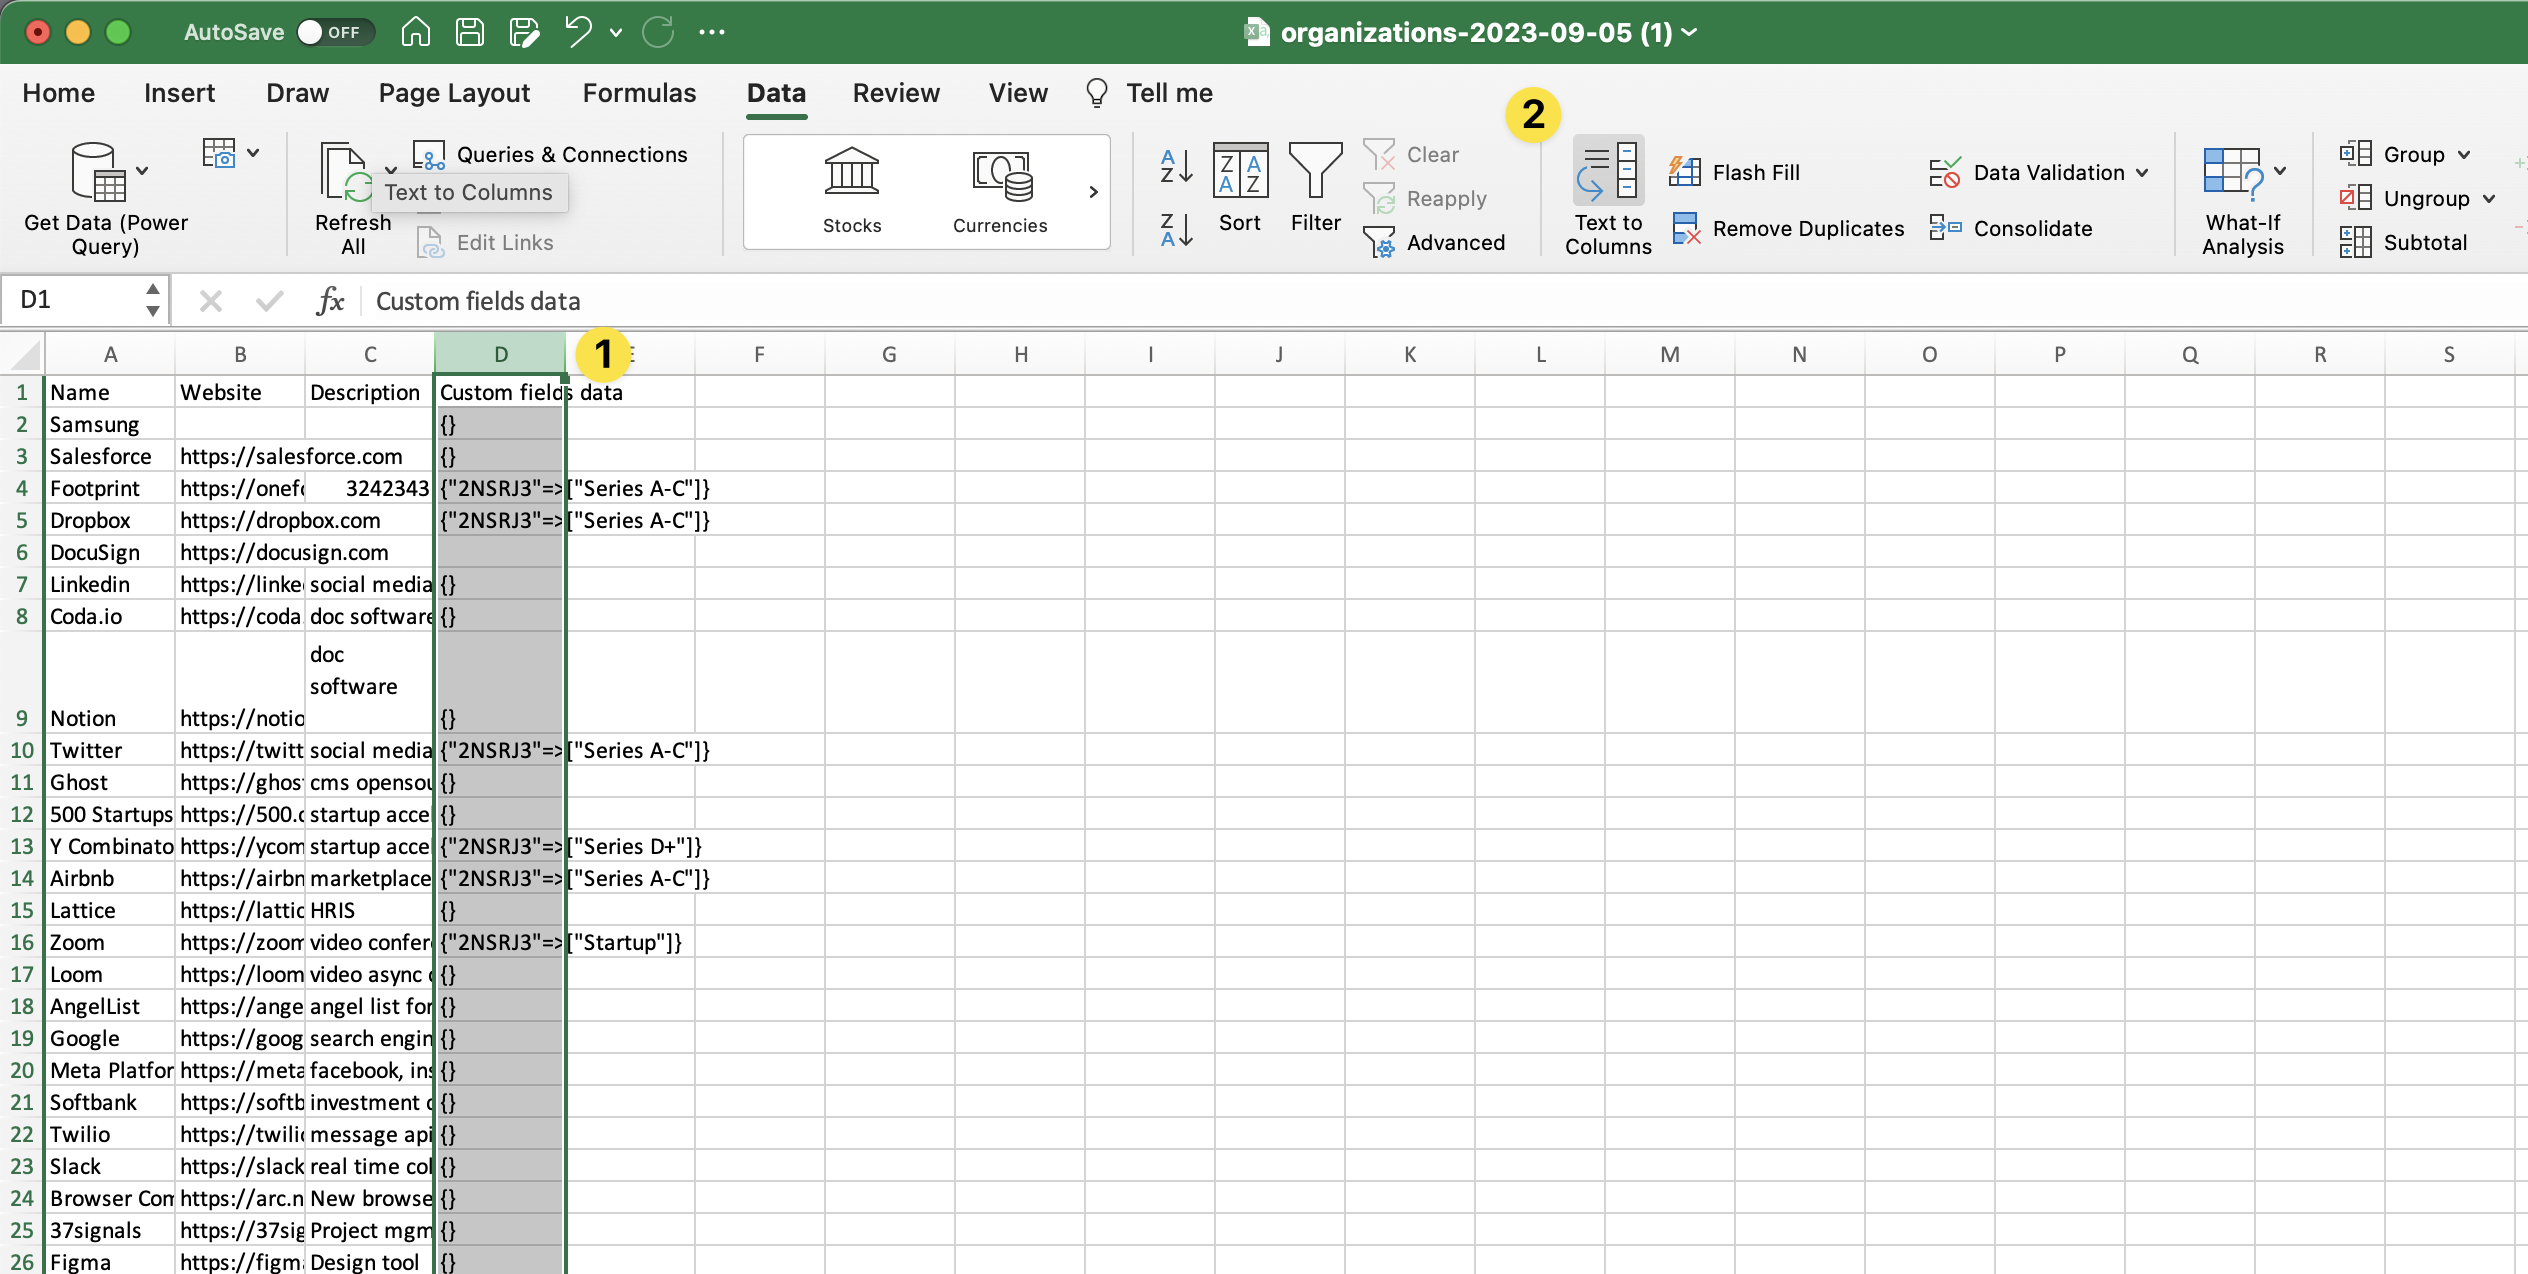 AutoSave OFF organizations-2023-09-05 (1)
Home Insert Draw Page Layout Formulas Data Review View Tell me
2
Get Data (Power Query)
Refresh All
Queries & Connections
Text to Columns
Edit Links
Stocks
Currencies
Sort
Filter
Clear
Reapply
Advanced
Text to Columns
Flash Fill
Remove Duplicates
Data Validation
Consolidate
What-If Analysis
Group
Ungroup
Subtotal
D1 fx Custom fields data
A B C D 1 E F G H I J K L M N O P Q R S
1 Name Website Description Custom fields data
2 Samsung {}
3 Salesforce https://salesforce.com {}
4 Footprint https://onefo 3242343 {"2NSRJ3"=>["Series A-C"]}
5 Dropbox https://dropbox.com {"2NSRJ3"=>["Series A-C"]}
6 DocuSign https://docusign.com
7 Linkedin https://linke social media {}
8 Coda.io https://coda. doc software {}
doc
software
9 Notion https://notio {}
10 Twitter https://twitt social media {"2NSRJ3"=>["Series A-C"]}
11 Ghost https://ghos cms opensou {}
12 500 Startups https://500.c startup acce {}
13 Y Combinato https://ycom startup acce {"2NSRJ3"=>["Series D+"]}
14 Airbnb https://airbn marketplace {"2NSRJ3"=>["Series A-C"]}
15 Lattice https://lattic HRIS {}
16 Zoom https://zoom video confer {"2NSRJ3"=>["Startup"]}
17 Loom https://loom video async {}
18 AngelList https://ange angel list for {}
19 Google https://goog search engin {}
20 Meta Platfor https://meta facebook, ins {}
21 Softbank https://softb investment {}
22 Twilio https://twili message api {}
23 Slack https://slack real time col {}
24 Browser Com https://arc.n New browse {}
25 37signals https://37sig Project mgm {}
26 Figma https://figm Design tool {}